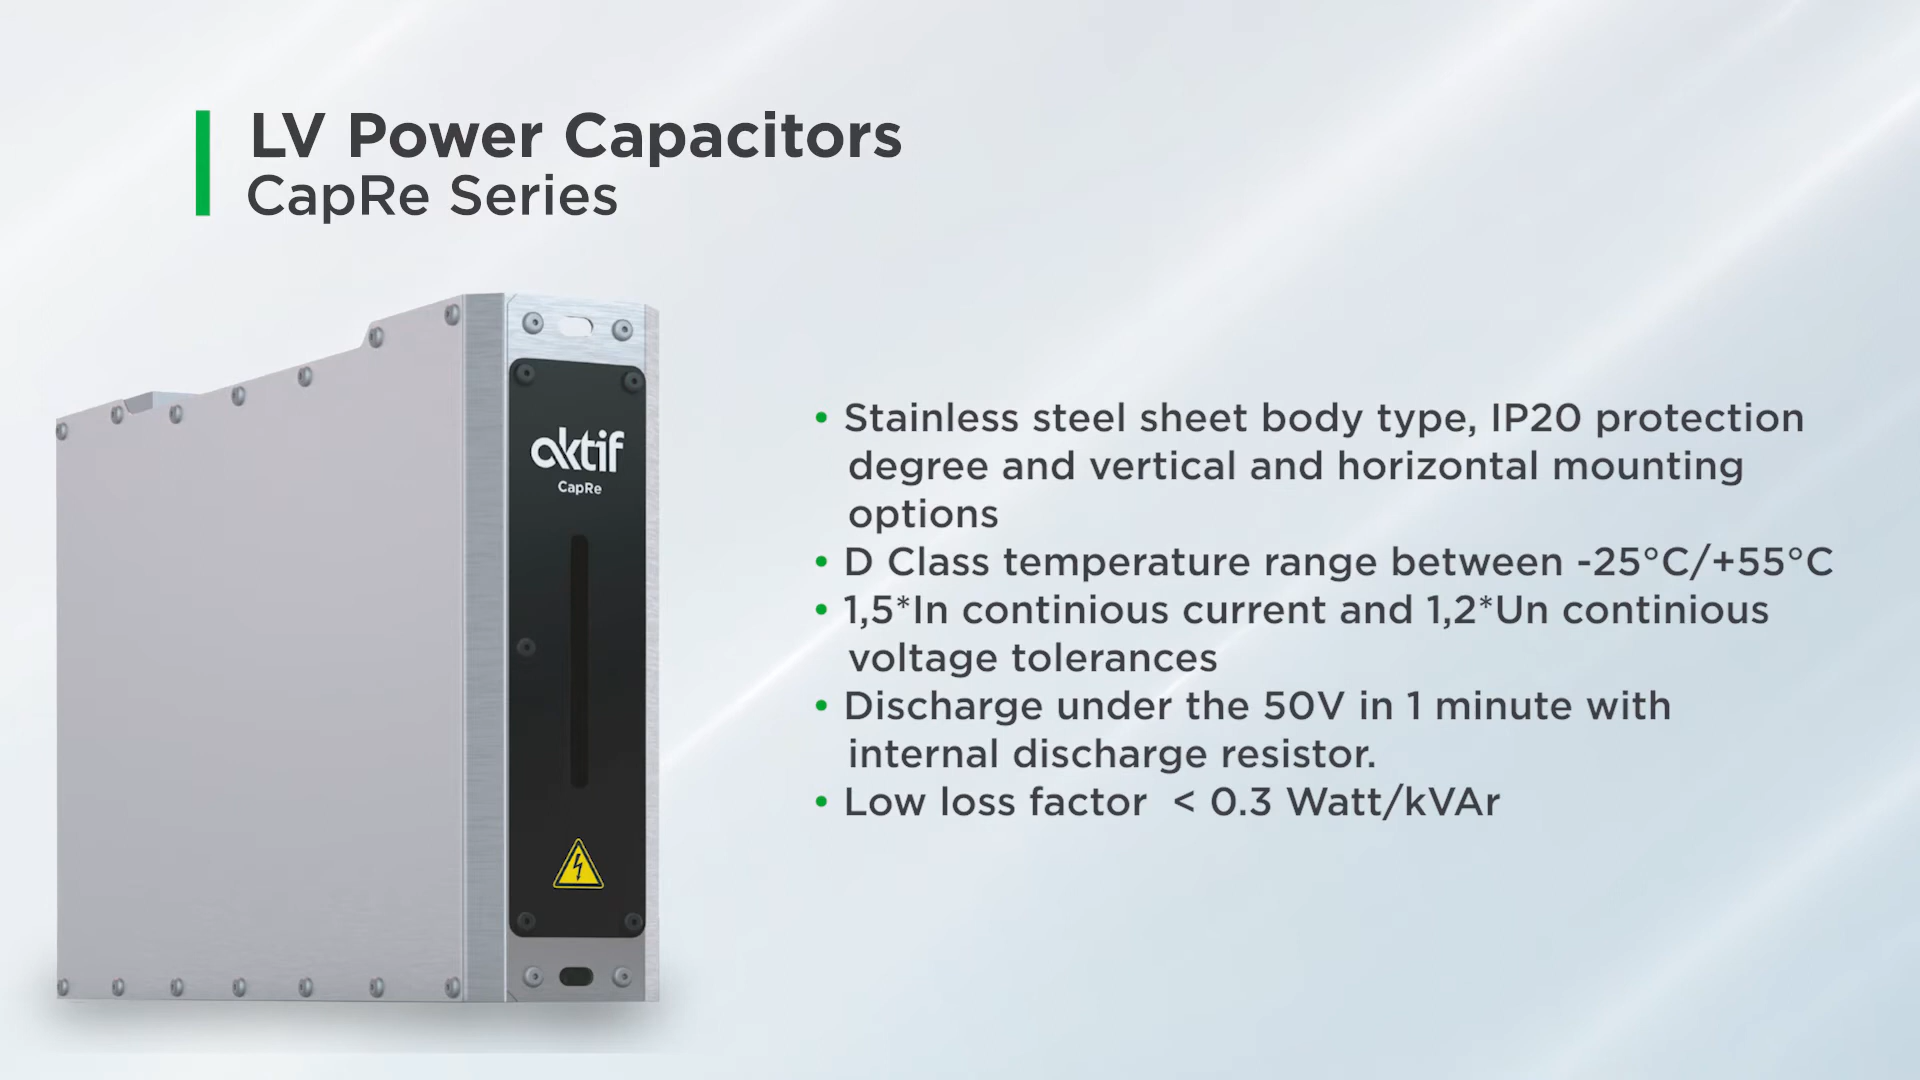 LV Power Capacitors
CapRe Series
aktif
CapRe
• Stainless steel sheet body type, IP20 protection
degree and vertical and horizontal mounting
options
• D Class temperature range between -25°C/+55°C
• 1,5*In continious current and 1,2*Un continious
voltage tolerances
• Discharge under the 50V in 1 minute with
internal discharge resistor.
• Low loss factor  < 0.3 Watt/kVAr